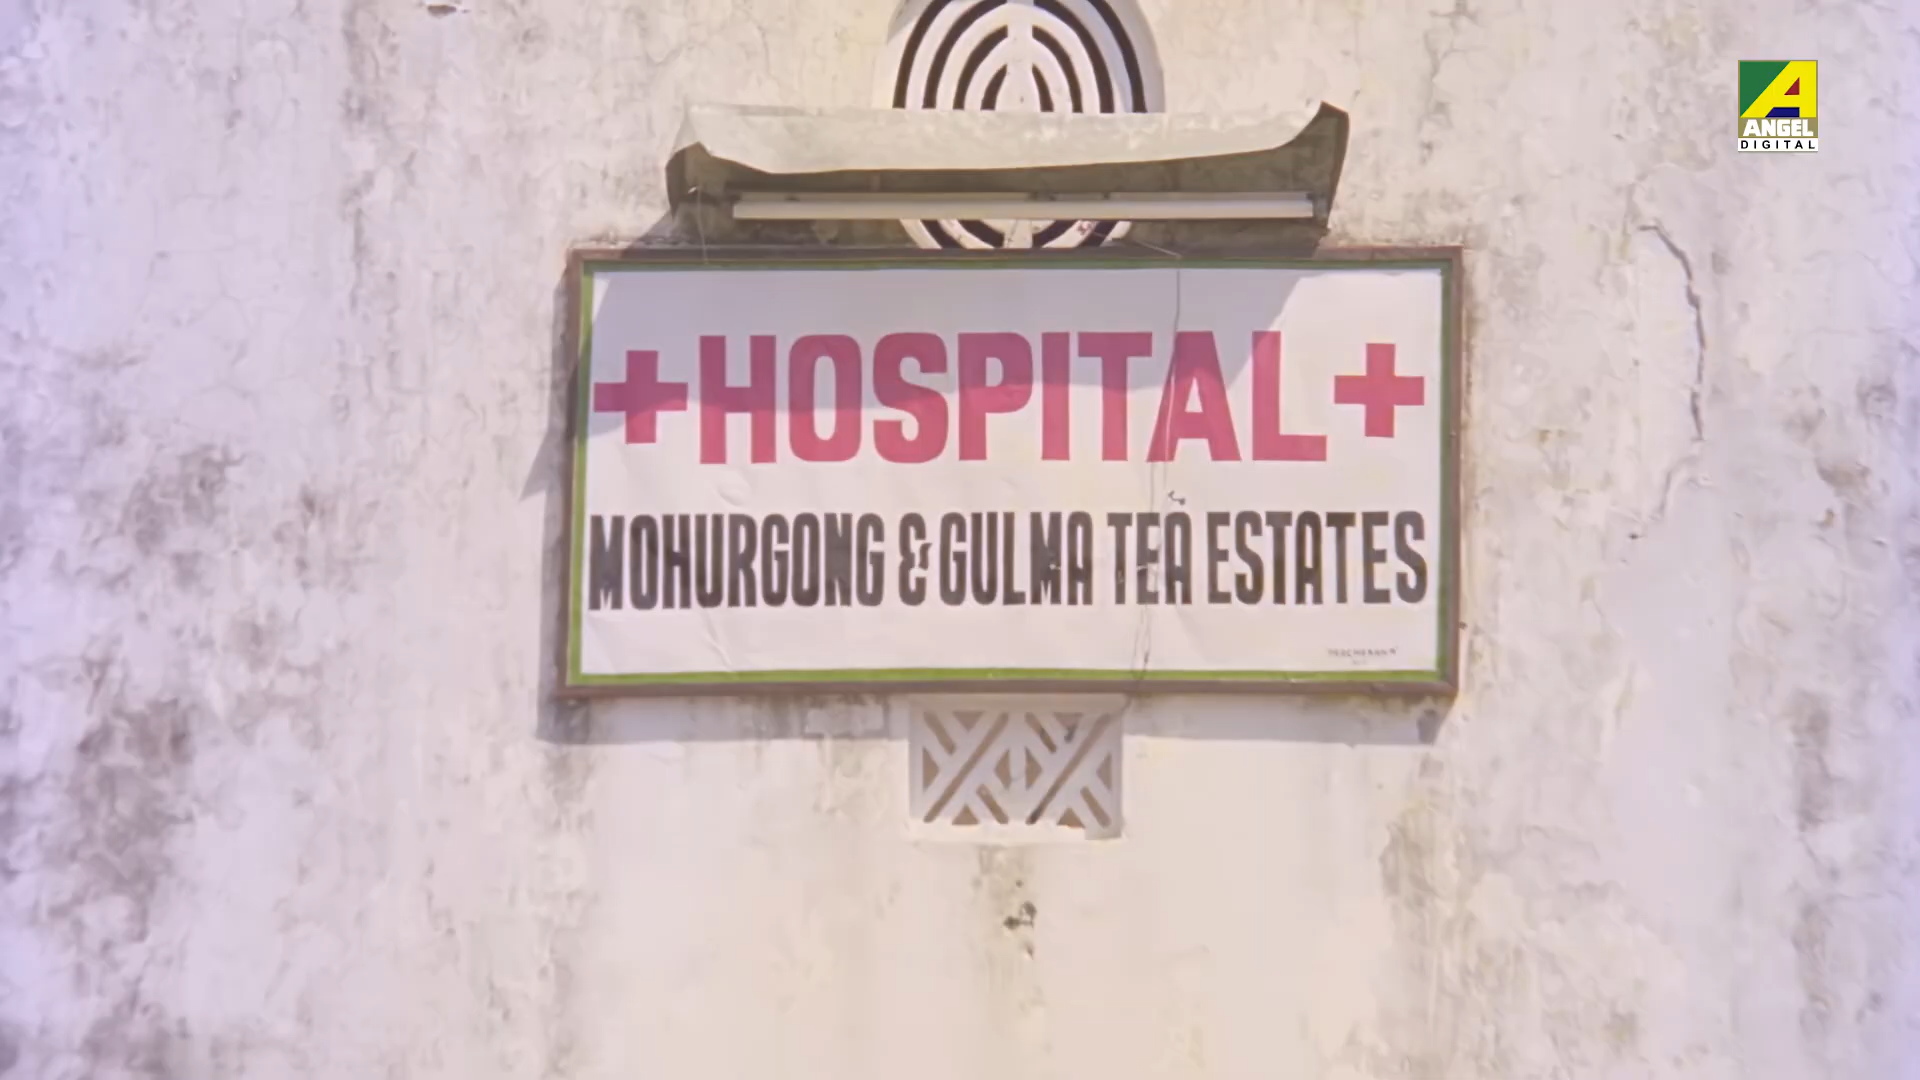 ANGEL
DIGITAL
+HOSPITAL+
MOHURGONG & GULMA TEA ESTATES